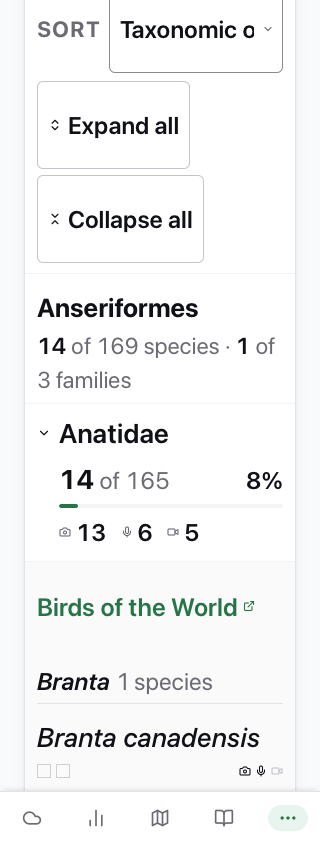 SORT Taxonomic o
Expand all
Collapse all
Anseriformes
14 of 169 species · 1 of
3 families
Anatidae
14 of 165 8%
13 6 5
Birds of the World
Branta 1 species
Branta canadensis